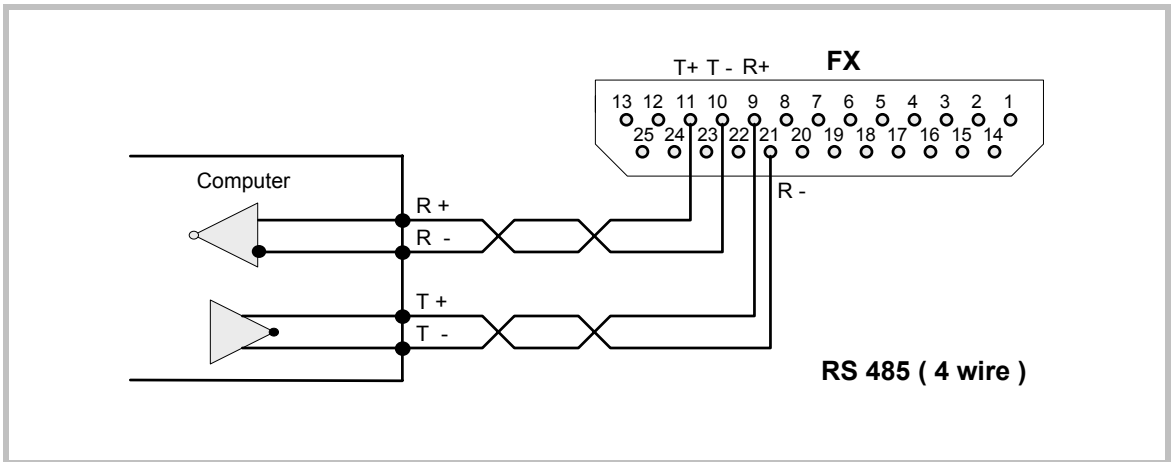 FX
T+ T - R+
13 12 11 10 9 8 7 6 5 4 3 2 1
25 24 23 22 21 20 19 18 17 16 15 14
R -
Computer
R +
R -
T +
T -
RS 485 ( 4 wire )